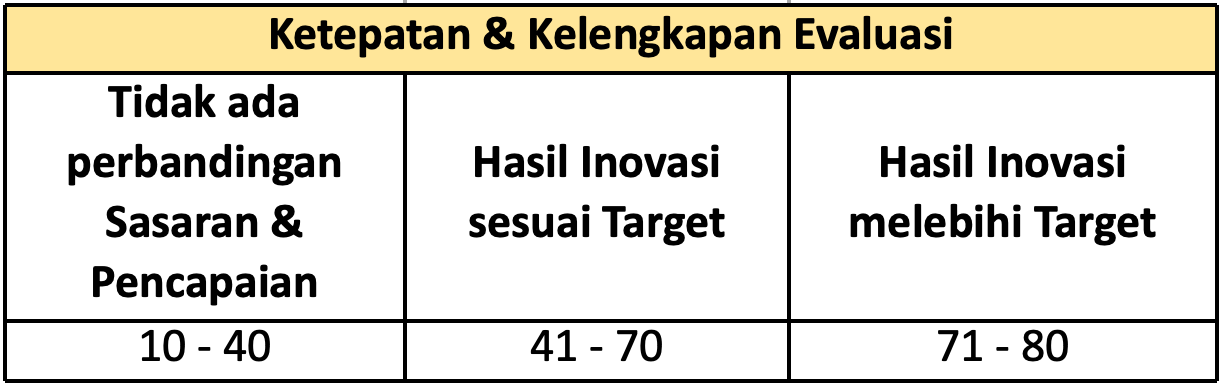 Ketepatan & Kelengkapan Evaluasi
Tidak ada
perbandingan
Sasaran &
Pencapaian
Hasil Inovasi
sesuai Target
Hasil Inovasi
melebihi Target
10 - 40
41 - 70
71 - 80